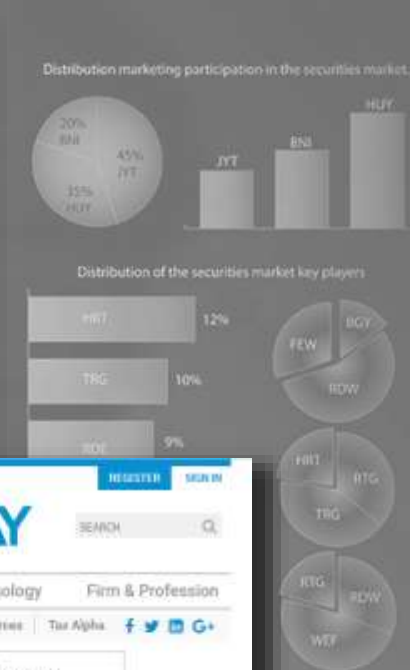 Distribution marketing participation in the securities market.
20%
BNI
45%
JYT
35%
HUY
JYT
BNI
HUY
Distribution of the securities market key players
HRT
12%
TRG
10%
9%
FEW
BGY
RDW
HRT
RTG
TRG
RTG
RDW
WEF
REGISTER SIGN IN
AY
SEARCH
ology Firm & Profession
Tax Alpha